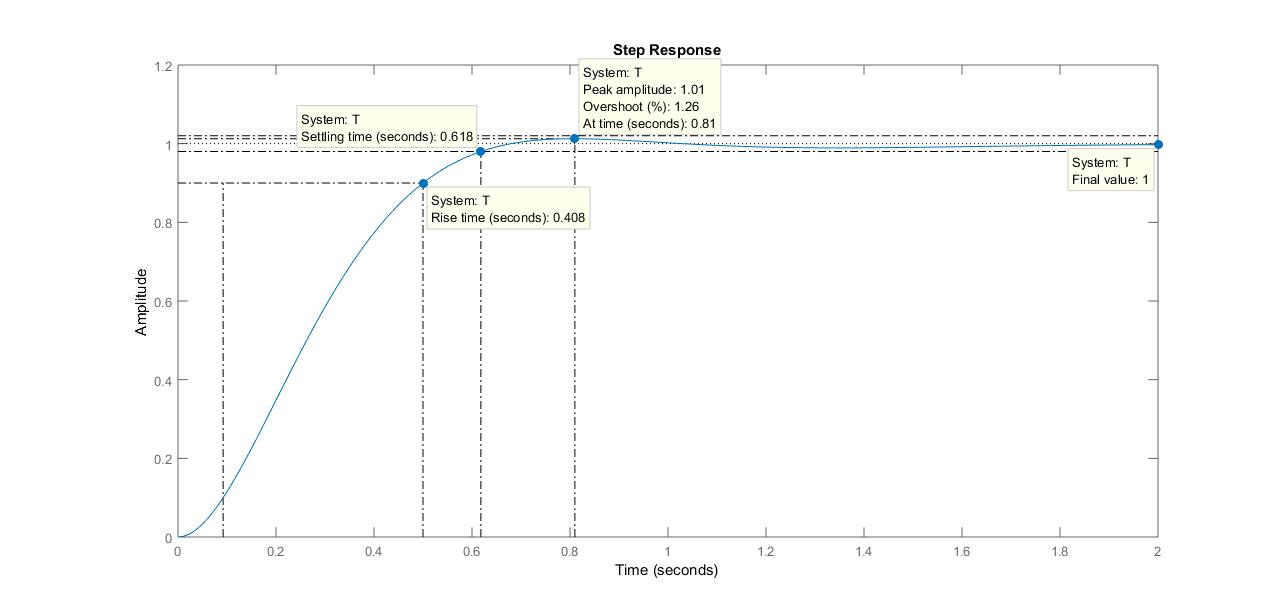 Step Response
System: T
Peak amplitude: 1.01
Overshoot (%): 1.26
At time (seconds): 0.81
System: T
Settling time (seconds): 0.618
System: T
Final value: 1
System: T
Rise time (seconds): 0.408
1.2
1
0.8
0.6
0.4
0.2
0
Amplitude
0 0.2 0.4 0.6 0.8 1 1.2 1.4 1.6 1.8 2
Time (seconds)